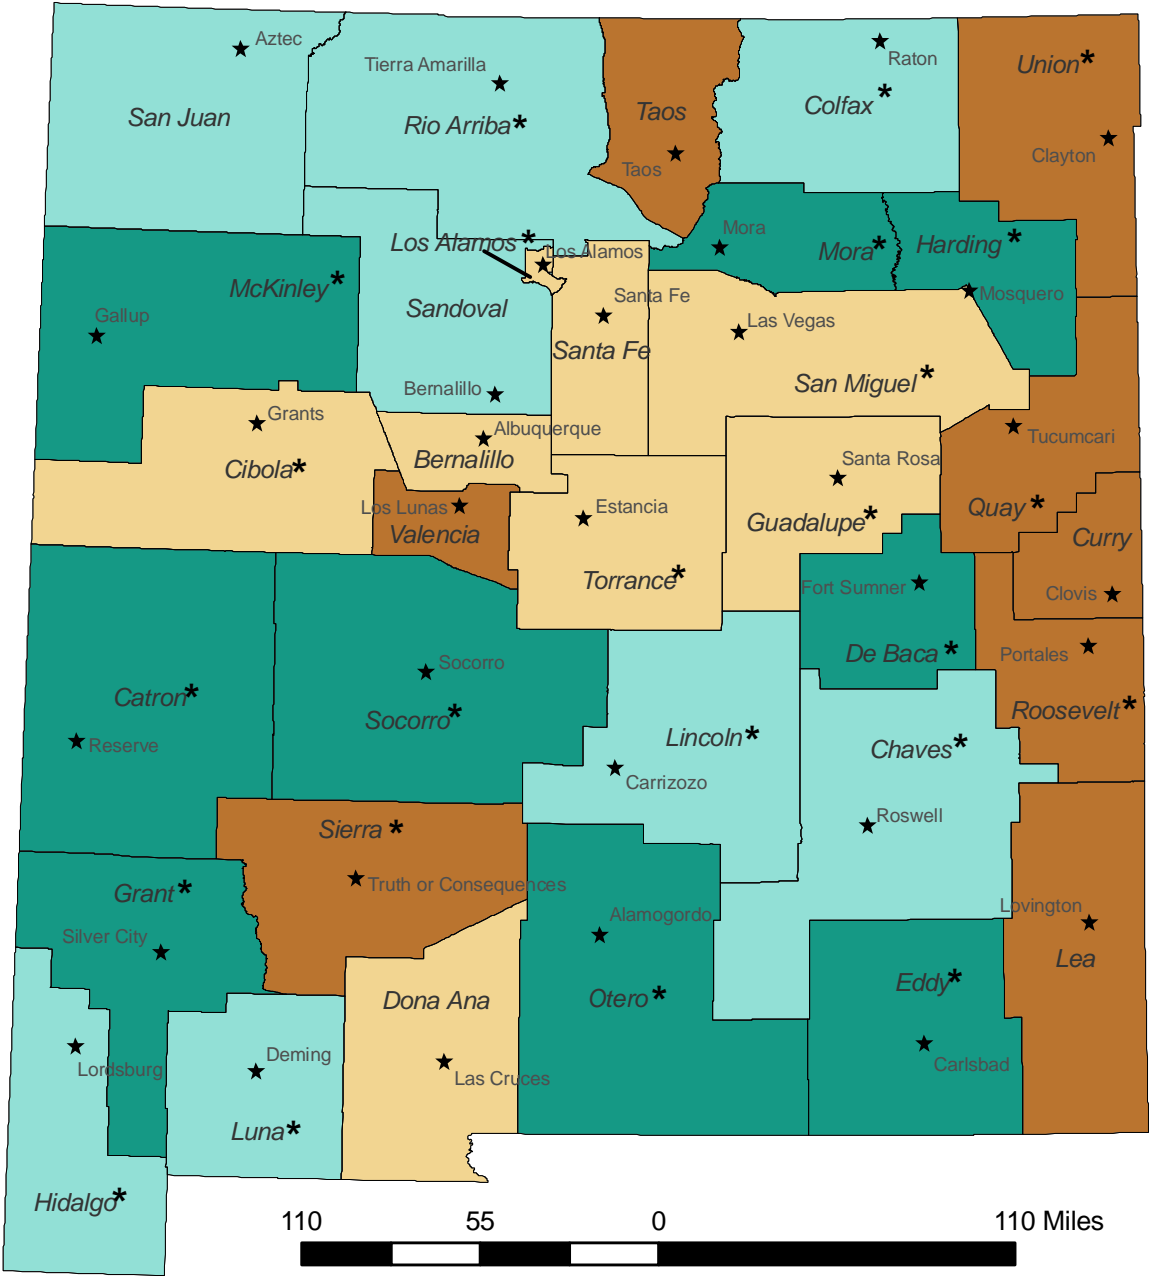 Aztec
Raton
Union*
Tierra Amarilla
San Juan
Rio Arriba*
Taos
Colfax *
Clayton
Taos
Mora
Los Alamos *
Mora*
Harding *
Los Alamos
McKinley*
Sandoval
Santa Fe
Mosquero
Gallup
Las Vegas
Santa Fe
San Miguel *
Bernalillo
Grants
Albuquerque
Tucumcari
Cibola*
Bernalillo
Santa Rosa
Los Lunas
Estancia
Quay *
Valencia
Guadalupe*
Curry
Torrance*
Fort Sumner
Clovis
De Baca *
Portales
Socorro
Catron*
Socorro*
Roosevelt*
Lincoln*
Chaves *
Reserve
Carrizozo
Sierra *
Roswell
Truth or Consequences
Grant *
Alamogordo
Lovington
Silver City
Lea
Dona Ana
Otero *
Eddy*
Lordsburg
Deming
Las Cruces
Carlsbad
Luna*
Hidalgo*
110 55 0 110 Miles